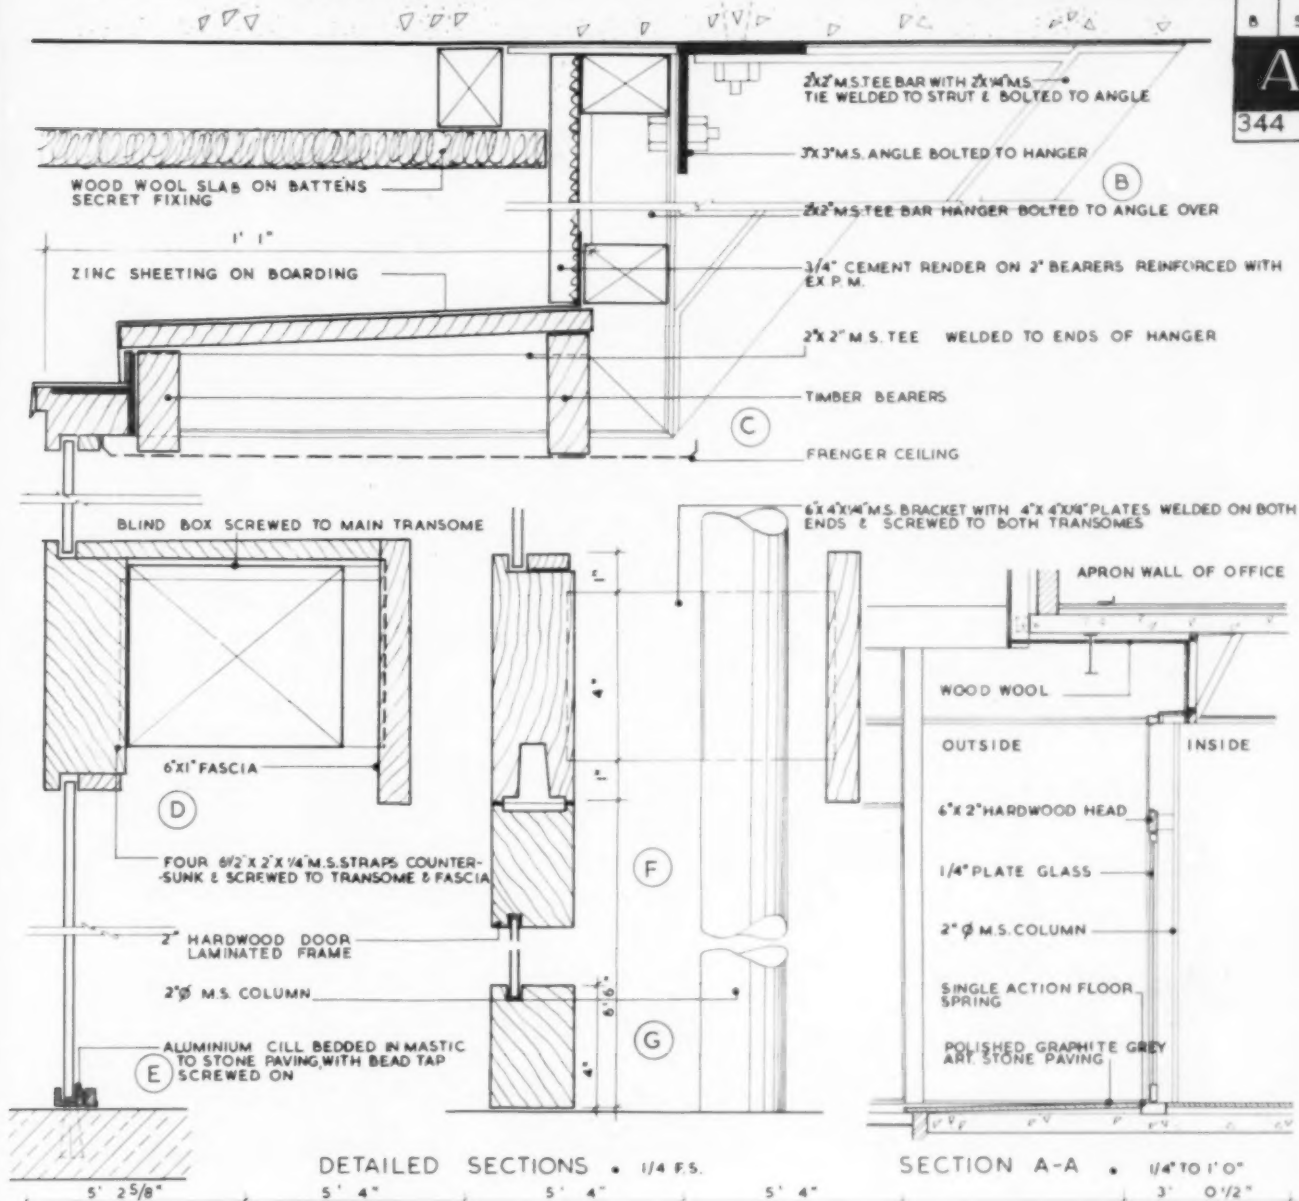 B
A
344
2"X2" M.S. TEE BAR WITH 2"X1/4" M.S.
TIE WELDED TO STRUT & BOLTED TO ANGLE
3"X3" M.S. ANGLE BOLTED TO HANGER
B
WOOD WOOL SLAB ON BATTENS
SECRET FIXING
2"X2" M.S. TEE BAR HANGER BOLTED TO ANGLE OVER
1' 1"
ZINC SHEETING ON BOARDING
3/4" CEMENT RENDER ON 2" BEARERS REINFORCED WITH
EX.P.M.
2"X 2" M.S. TEE WELDED TO ENDS OF HANGER
TIMBER BEARERS
C
FRENGER CEILING
6"X 4"X1/4" M.S. BRACKET WITH 4"X 4"X1/4" PLATES WELDED ON BOTH
ENDS & SCREWED TO BOTH TRANSOMES
BLIND BOX SCREWED TO MAIN TRANSOME
1"
4"
1"
6"X1" FASCIA
D
FOUR 6 1/2" X 2" X 1/4" M.S. STRAPS COUNTER-
-SUNK & SCREWED TO TRANSOME & FASCIA
F
2" HARDWOOD DOOR
LAMINATED FRAME
2"Ø M.S. COLUMN
8' 6"
4"
G
ALUMINIUM CILL BEDDED IN MASTIC
TO STONE PAVING, WITH BEAD TAP
SCREWED ON
E
APRON WALL OF OFFICE
WOOD WOOL
OUTSIDE INSIDE
6"X 2" HARDWOOD HEAD
1/4" PLATE GLASS
2" Ø M.S. COLUMN
SINGLE ACTION FLOOR
SPRING
POLISHED GRAPHITE GREY
ART. STONE PAVING
DETAILED SECTIONS • 1/4 F.S.
SECTION A-A • 1/4" TO 1' 0"
5' 2 5/8" 5' 4" 5' 4" 5' 4" 3' 0 1/2"